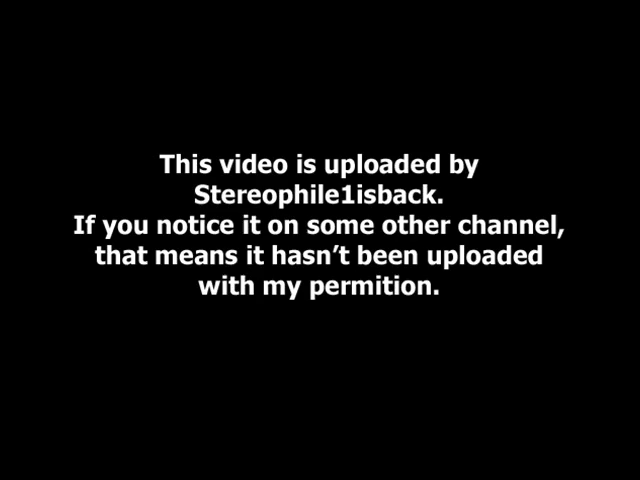 This video is uploaded by
Stereophile1isback.
If you notice it on some other channel,
that means it hasn’t been uploaded
with my permition.